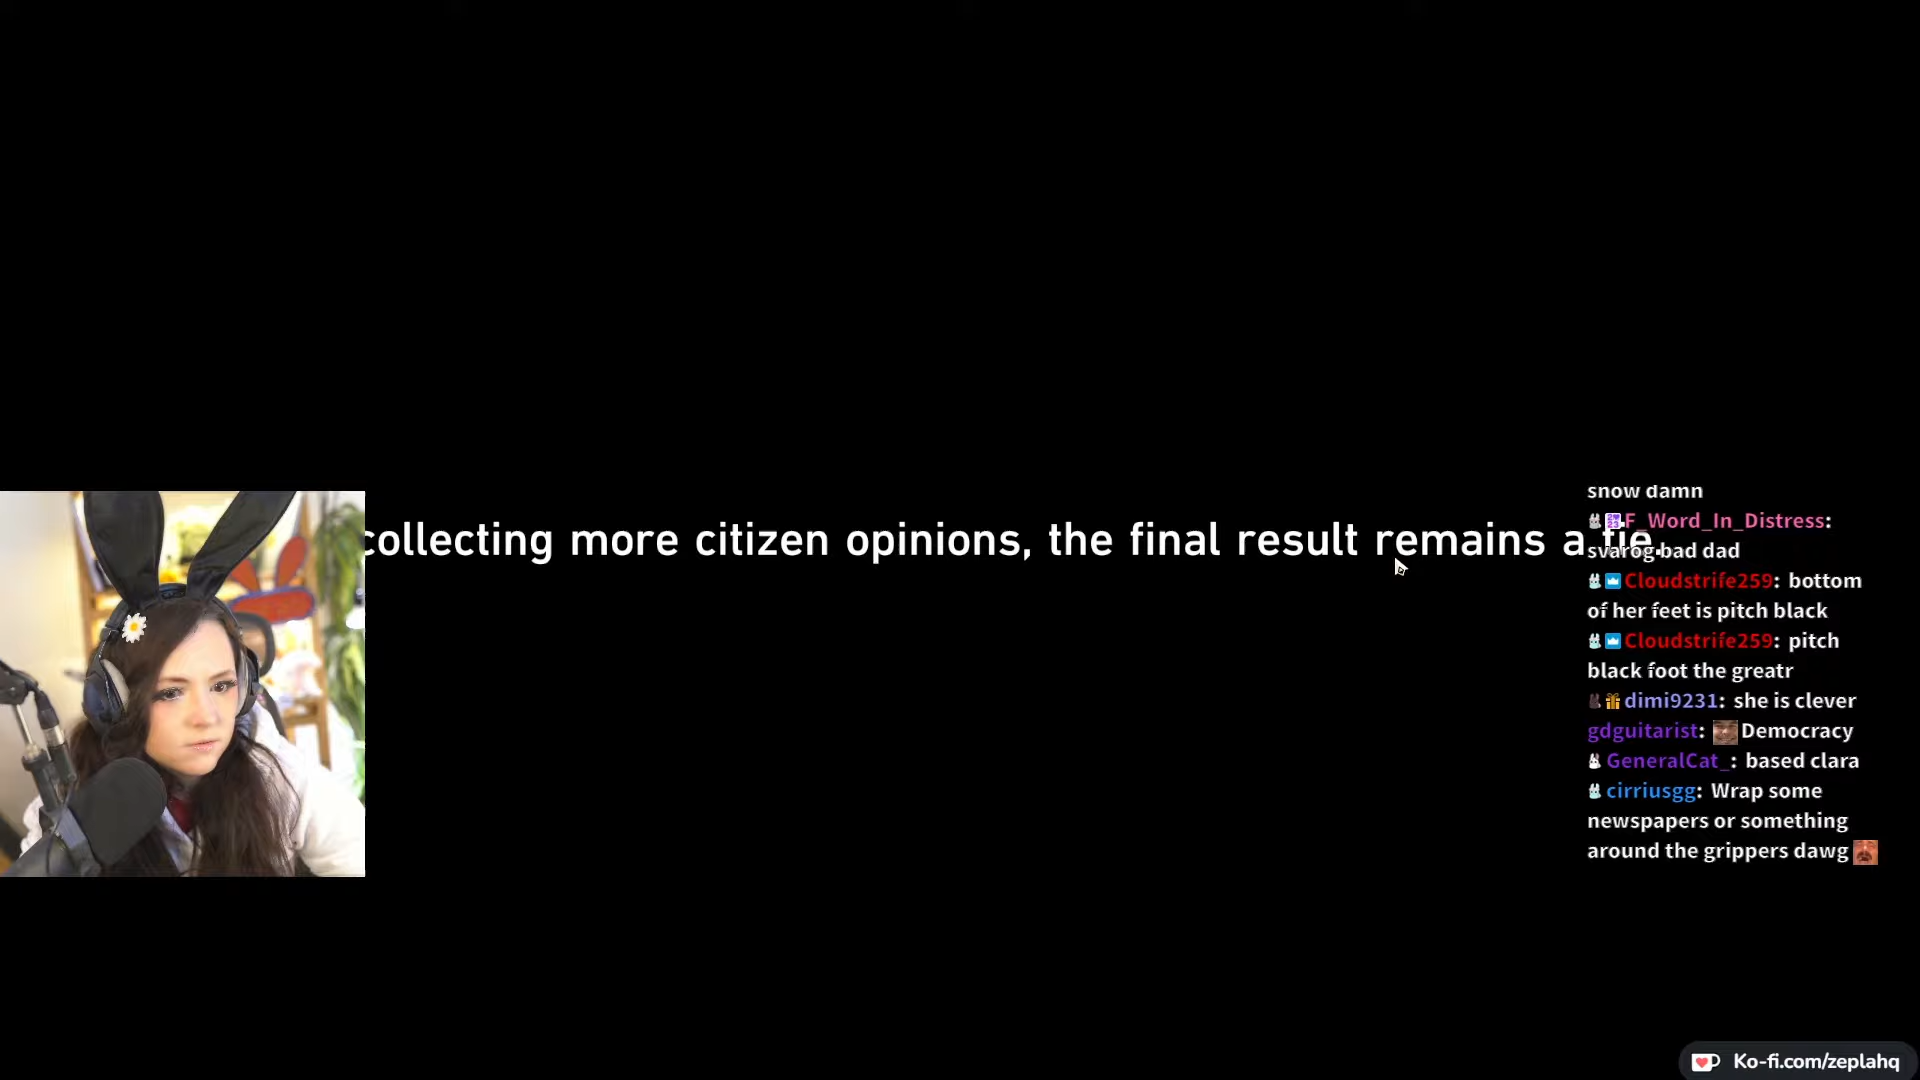 collecting more citizen opinions, the final result remains a tie.
snow damn
F_Word_In_Distress:
svarog bad dad
Cloudstrife259: bottom
of her feet is pitch black
Cloudstrife259: pitch
black foot the greatr
dimi9231: she is clever
gdguitarist: Democracy
GeneralCat_: based clara
cirriusgg: Wrap some
newspapers or something
around the grippers dawg
Ko-fi.com/zeplahq